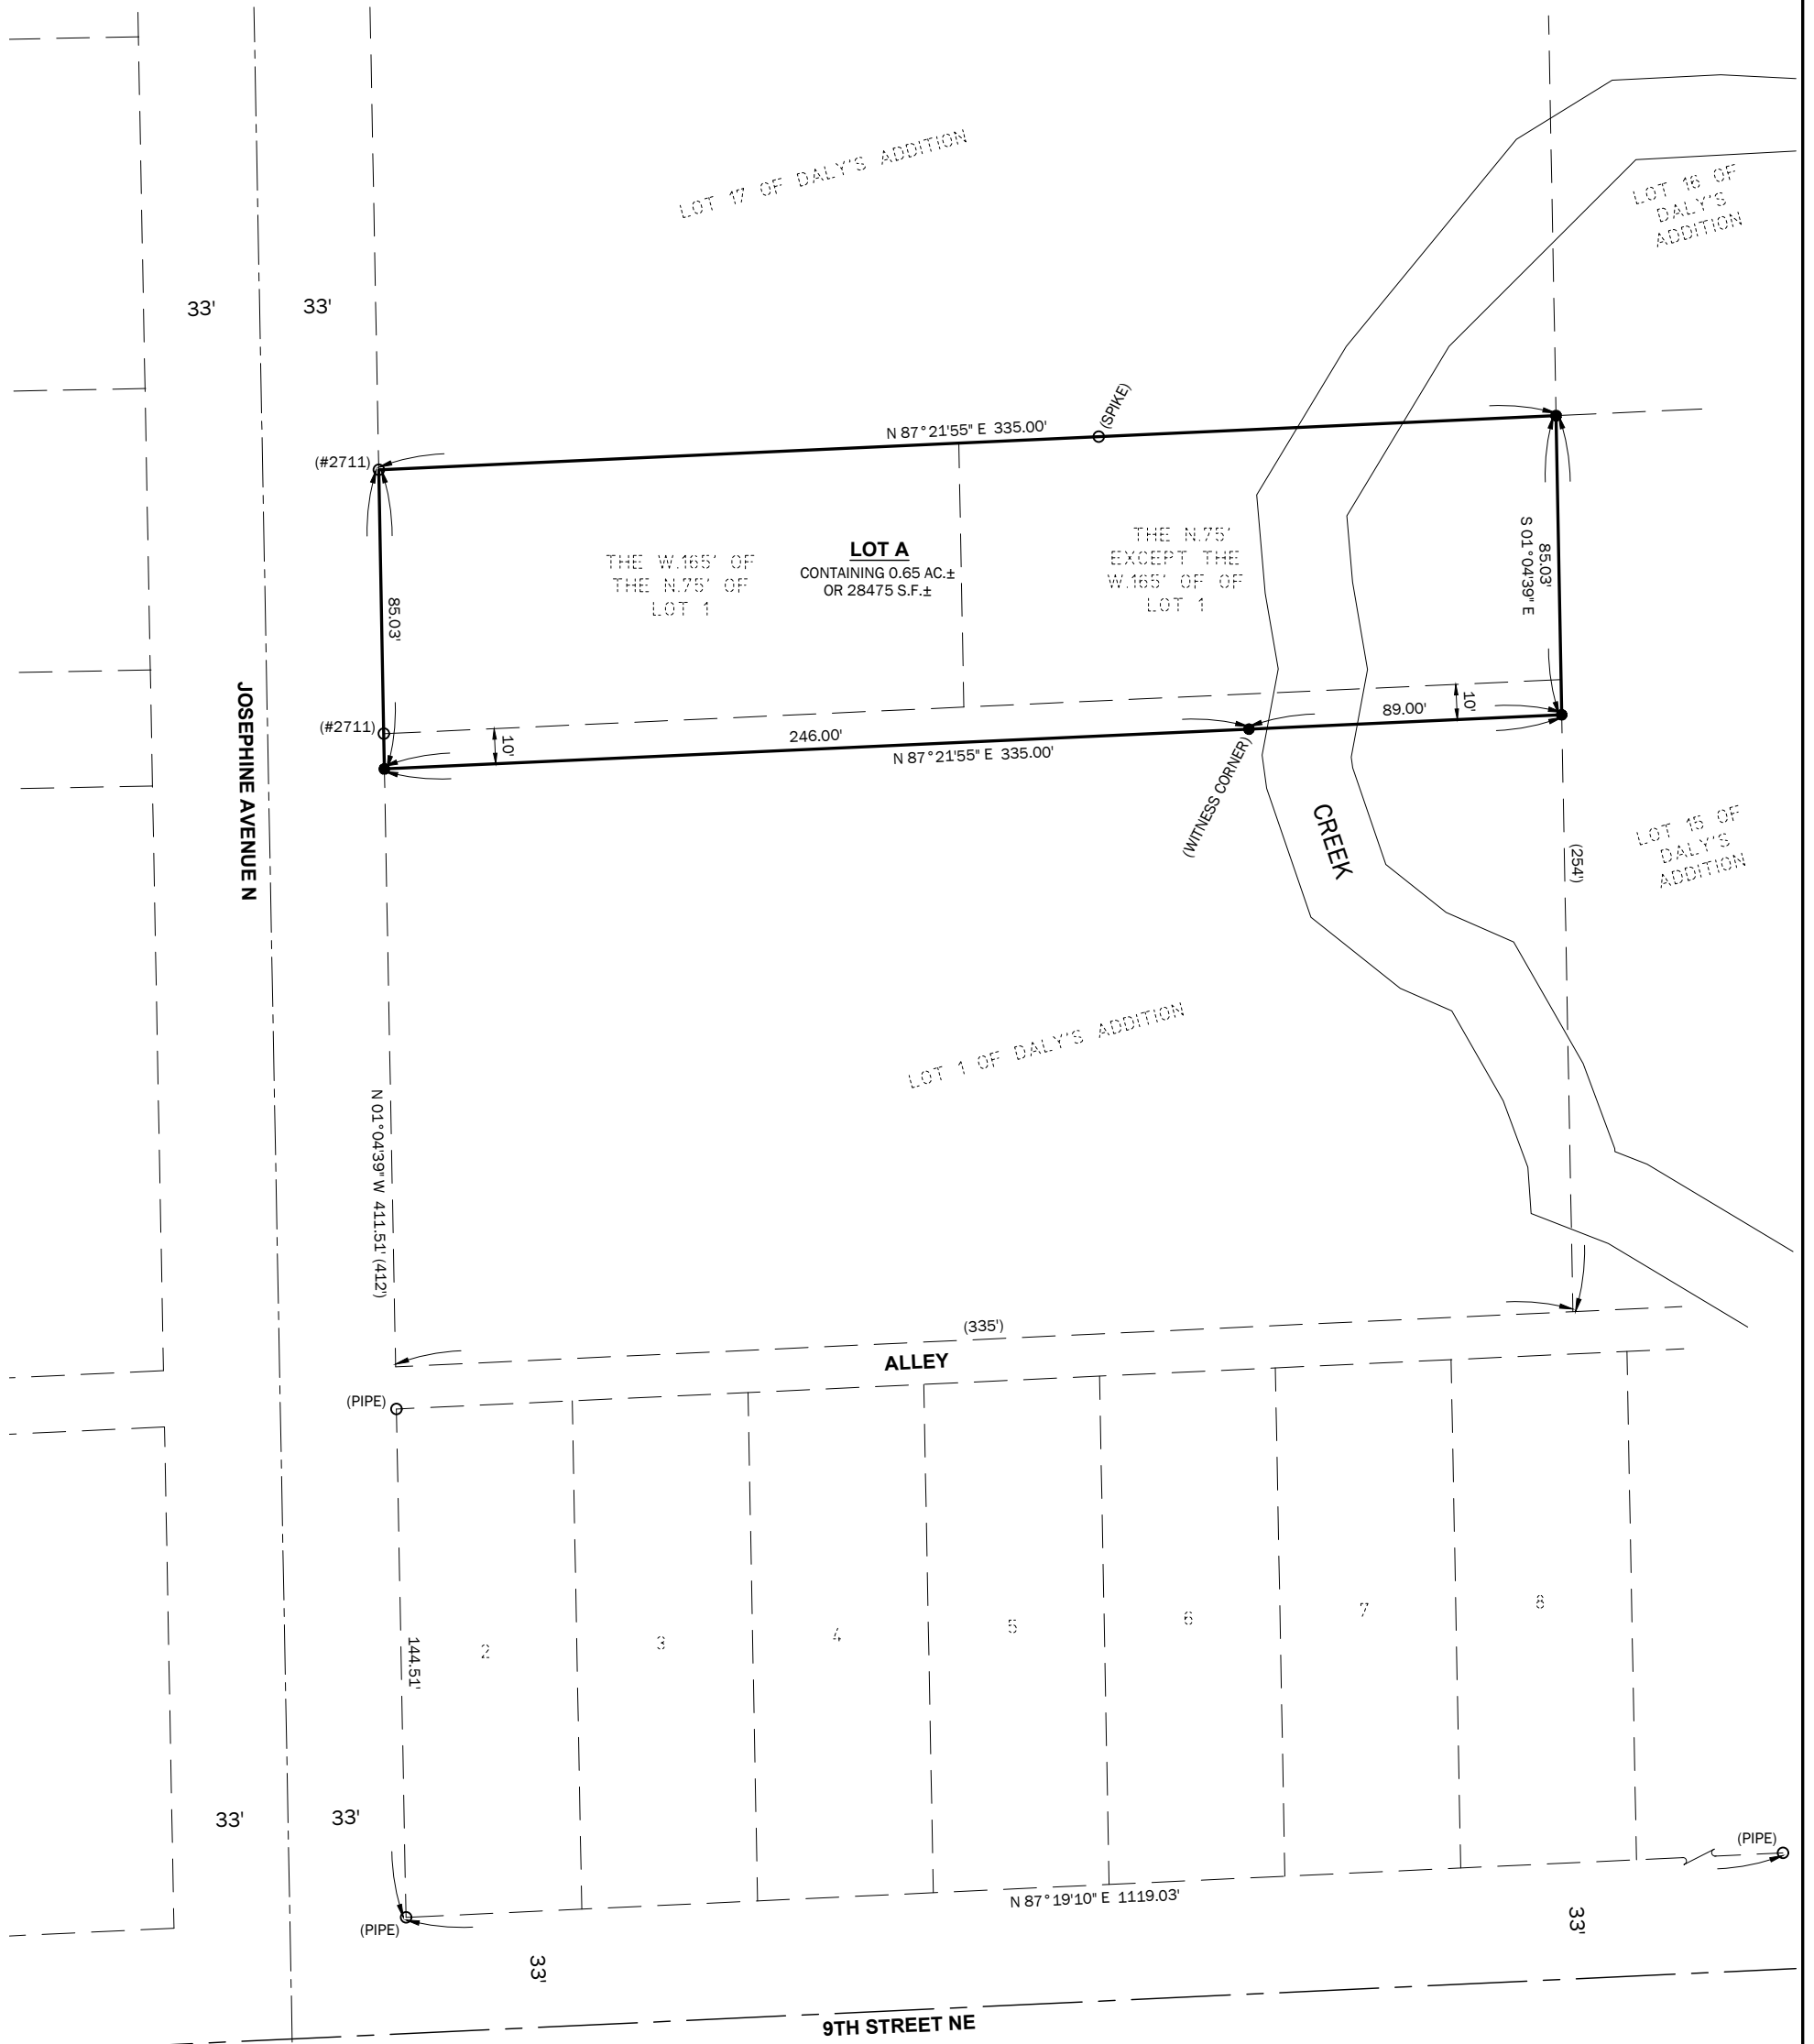 LOT 17 OF DALY'S ADDITION
LOT 16 OF
DALY'S
ADDITION
33'
33'
(SPIKE)
N 87°21'55" E 335.00'
(#2711)
THE W.165' OF
THE N.75' OF
LOT 1
LOT A
CONTAINING 0.65 AC.±
OR 28475 S.F.±
THE N.75'
EXCEPT THE
W.165' OF OF
LOT 1
85.03'
S 01°04'39" E
85.03'
JOSEPHINE AVENUE N
(#2711)
10'
246.00'
89.00'
10'
N 87°21'55" E 335.00'
(WITNESS CORNER)
CREEK
LOT 15 OF
DALY'S
ADDITION
(254')
LOT 1 OF DALY'S ADDITION
N 01°04'39" W 411.51' (412')
(335')
ALLEY
(PIPE)
2
3
4
5
6
7
8
144.51'
33'
33'
(PIPE)
N 87°19'10" E 1119.03'
(PIPE)
33'
33'
9TH STREET NE